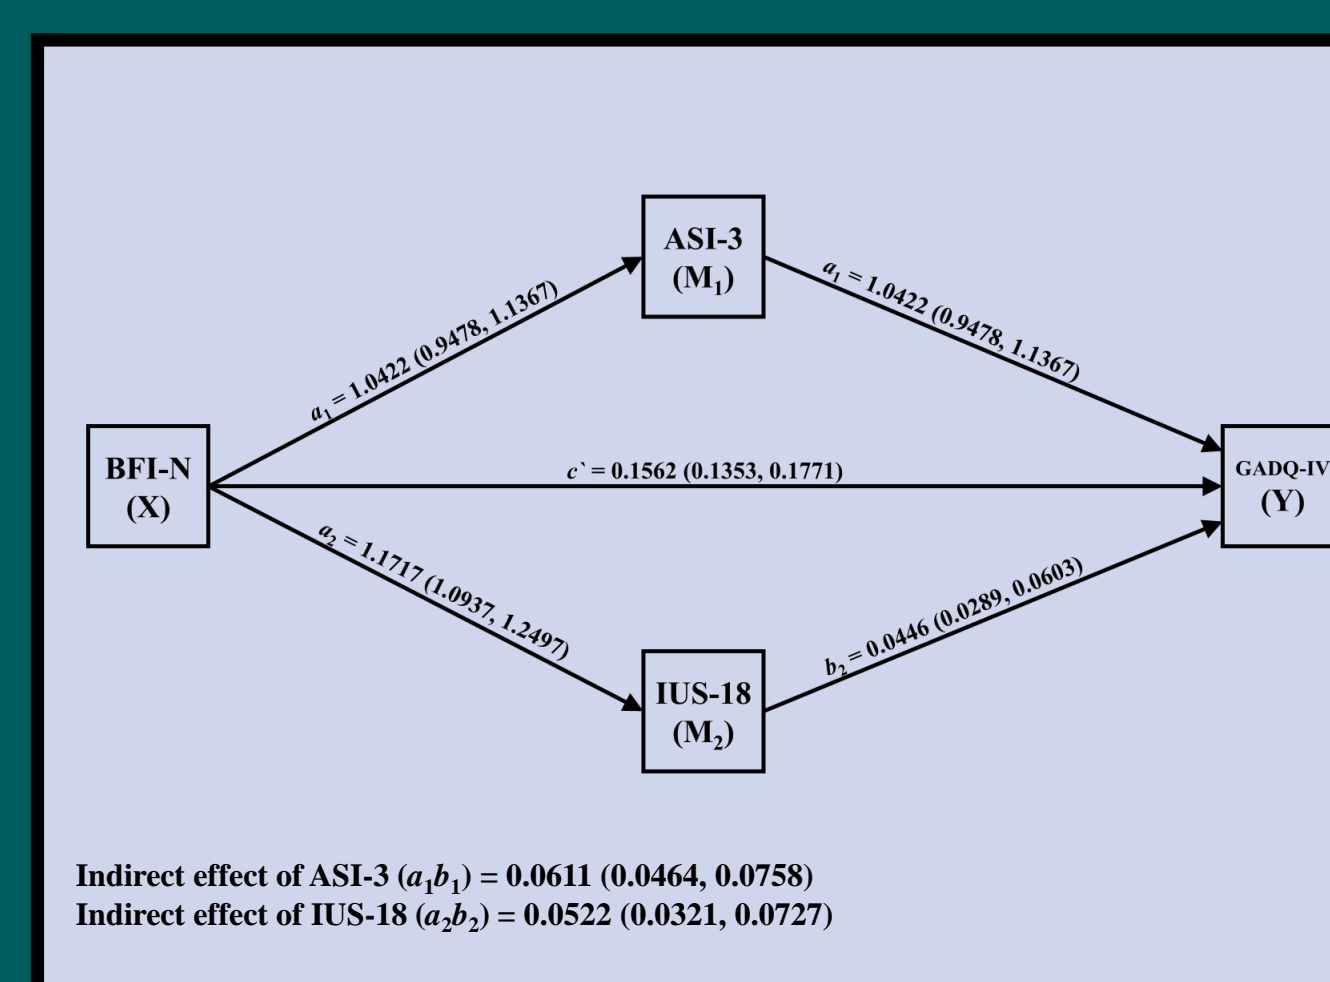 ASI-3
(M₁)
a₁ = 1.0422 (0.9478, 1.1367)
a₁ = 1.0422 (0.9478, 1.1367)
BFI-N
(X)
c` = 0.1562 (0.1353, 0.1771)
GADQ-IV
(Y)
a₂ = 1.1717 (1.0937, 1.2497)
b₂ = 0.0446 (0.0289, 0.0603)
IUS-18
(M₂)
Indirect effect of ASI-3 (a₁b₁) = 0.0611 (0.0464, 0.0758)
Indirect effect of IUS-18 (a₂b₂) = 0.0522 (0.0321, 0.0727)